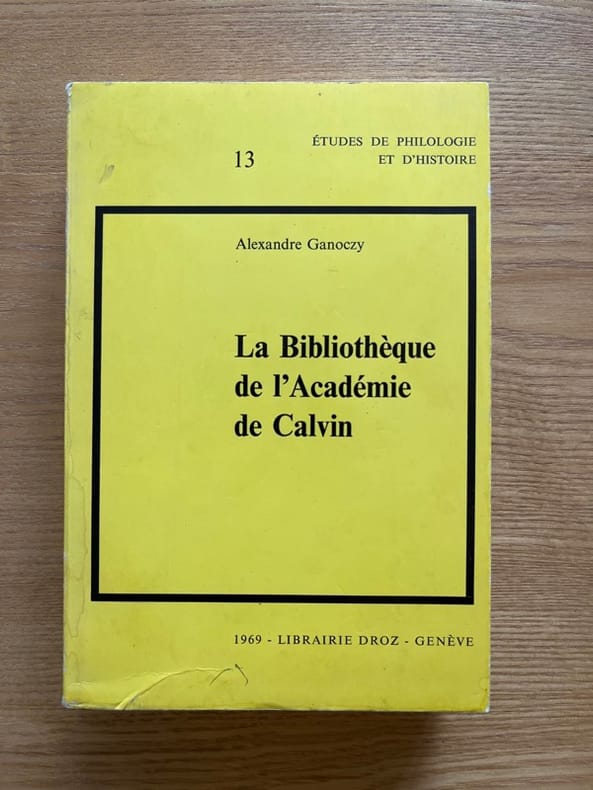 13
ÉTUDES DE PHILOLOGIE
ET D'HISTOIRE
Alexandre Ganoczy
La Bibliothèque
de l'Académie
de Calvin
1969 - LIBRAIRIE DROZ - GENÈVE